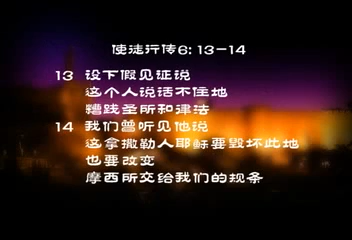 使徒行传6: 13-14
13 设下假见证说
这个人说话不住地
糟践圣所和律法
14 我们曾听见他说
这拿撒勒人耶稣要毁坏此地
也要改变
摩西所交给我们的规条